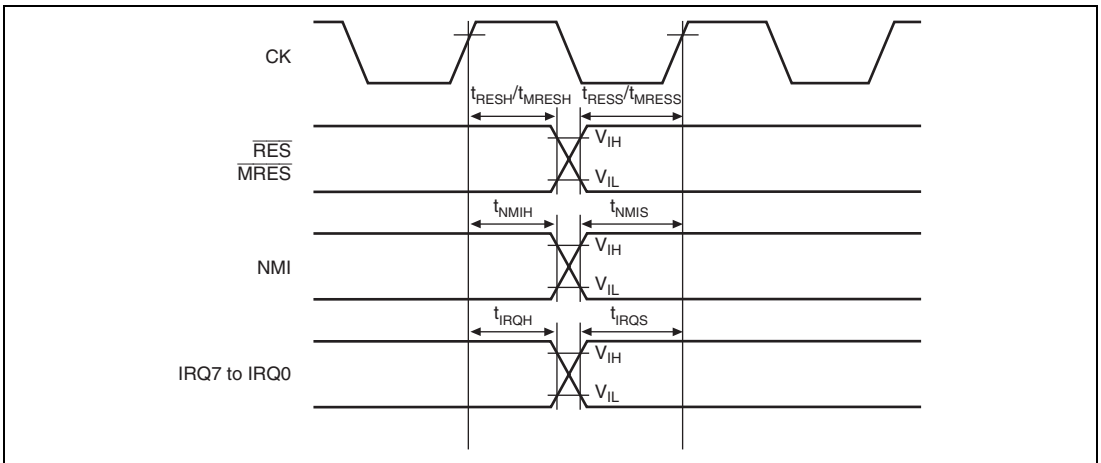 CK
tRESH/tMRESH tRESS/tMRESS
RES
MRES
VIH
VIL
tNMIH tNMIS
NMI
VIH
VIL
tIRQH tIRQS
IRQ7 to IRQ0
VIH
VIL